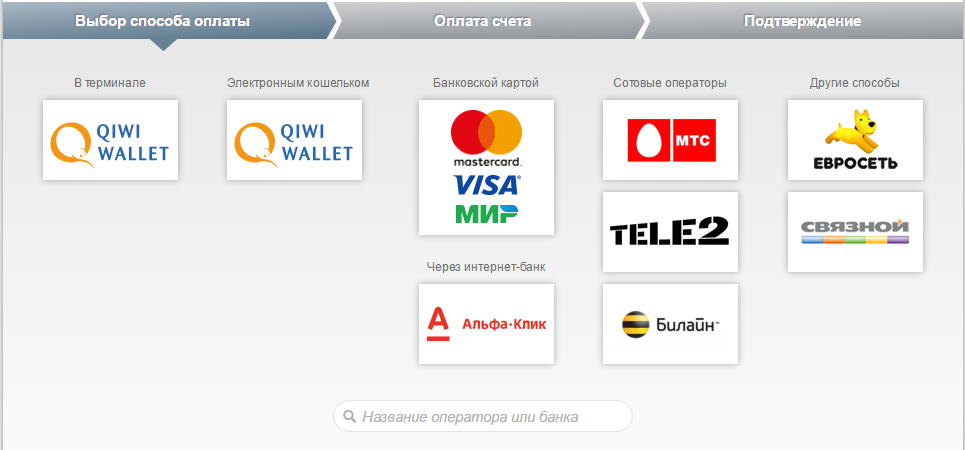 Выбор способа оплаты
Оплата счета
Подтверждение
В терминале
QIWI
WALLET
Электронным кошельком
QIWI
WALLET
Банковской картой
mastercard.
VISA
МИР
Через интернет-банк
А
Альфа·Клик
Сотовые операторы
МТС
TELE2
Билайн™
Другие способы
ЕВРОСЕТЬ
СВЯЗНОЙ
Название оператора или банка